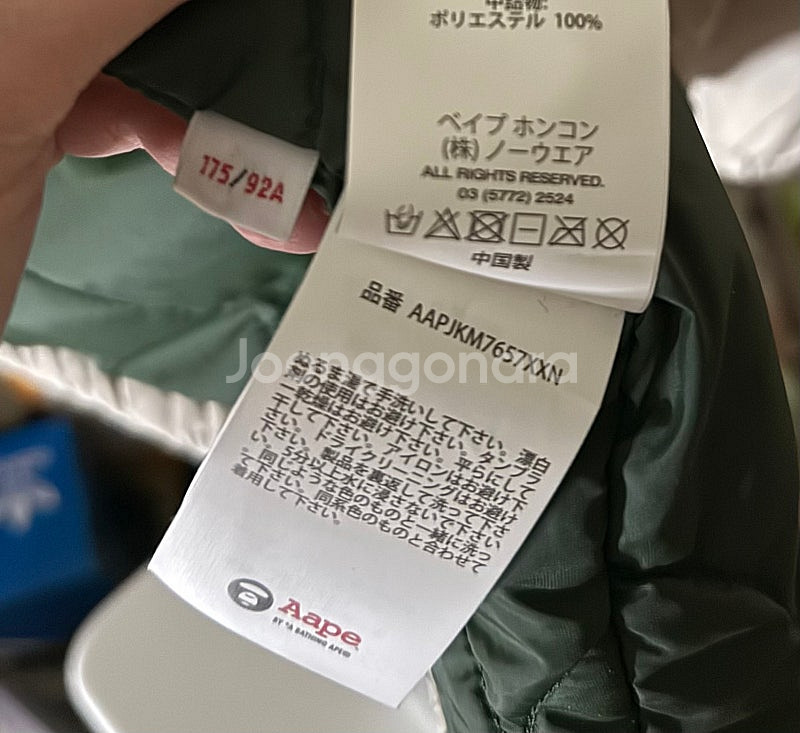 中詰物:
ポリエステル 100%
ベイプ ホンコン
(株) ノーウエア
ALL RIGHTS RESERVED.
03 (5772) 2524
中国製
175/92A
品番 AAPJKM7657XXN
Joenagondra
ぬるま湯で手洗いして下さい。漂白
剤の使用はお避け下さい。タンブラ
ー乾燥はお避け下さい。平らにして
干して下さい。アイロンはお避け下
さい。ドライクリーニングはお避け
下さい。製品を裏返して洗って下さ
い。5分以上水に浸さないで下さい
。同じような色のものと一緒に洗っ
て下さい。同系色のものと合わせて
着用して下さい。
Aape
BY *A BATHING APE®